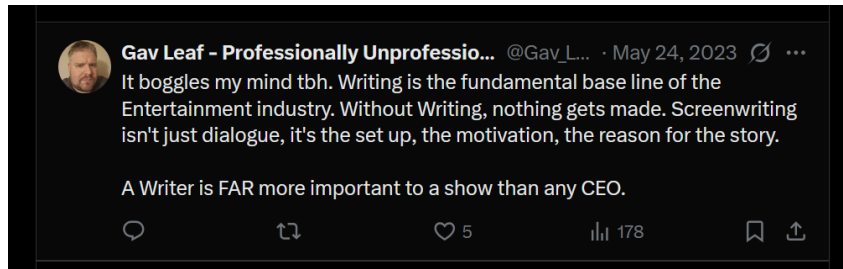 Gav Leaf - Professionally Unprofessio... @Gav_L... · May 24, 2023
It boggles my mind tbh. Writing is the fundamental base line of the
Entertainment industry. Without Writing, nothing gets made. Screenwriting
isn't just dialogue, it's the set up, the motivation, the reason for the story.
A Writer is FAR more important to a show than any CEO.
5 178